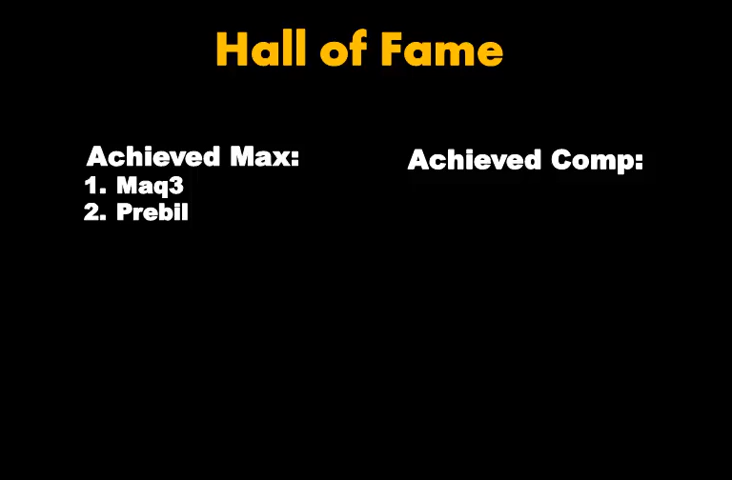 Hall of Fame
Achieved Max:
1. Maq3
2. Prebil
Achieved Comp: